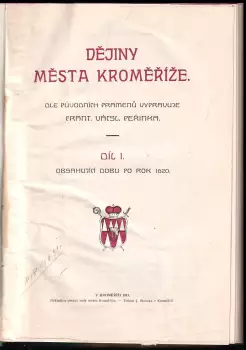 DĚJINY
MĚSTA KROMĚŘÍŽE.
DLE PŮVODNÍCH PRAMENŮ VYPRAVUJE
FRANT. VÁCSL. PEŘINKA.
DÍL I.
OBSAHUJÍCÍ DOBU PO ROK 1620.
V KROMĚŘÍŽI 1913.